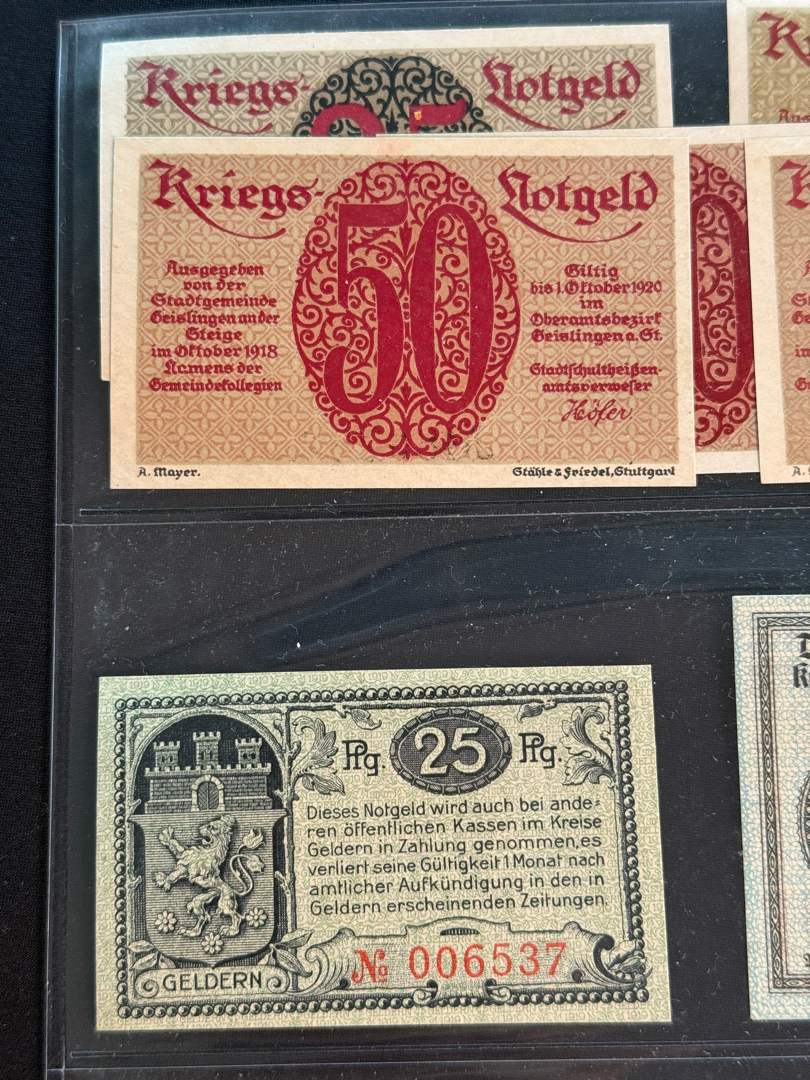 Kriegs- Notgeld
25
Kriegs- Notgeld
50
Ausgegeben
von der
Stadtgemeinde
Geislingen an der
Steige
im Oktober 1918
Namens der
Gemeindekollegien
Giltig
bis 1. Oktober 1920
im
Oberamtsbezirk
Geislingen a. St.
Stadtschultheißen-
amtsverweser
Höfer.
A. Mayer.
Stähle & Friedel, Stuttgart
0
A.
Pfg. 25 Pfg.
Dieses Notgeld wird auch bei ande=
ren öffentlichen Kassen im Kreise
Geldern in Zahlung genommen, es
verliert seine Gültigkeit 1 Monat nach
amtlicher Aufkündigung in den in
Geldern erscheinenden Zeitungen.
GELDERN
№ 006537